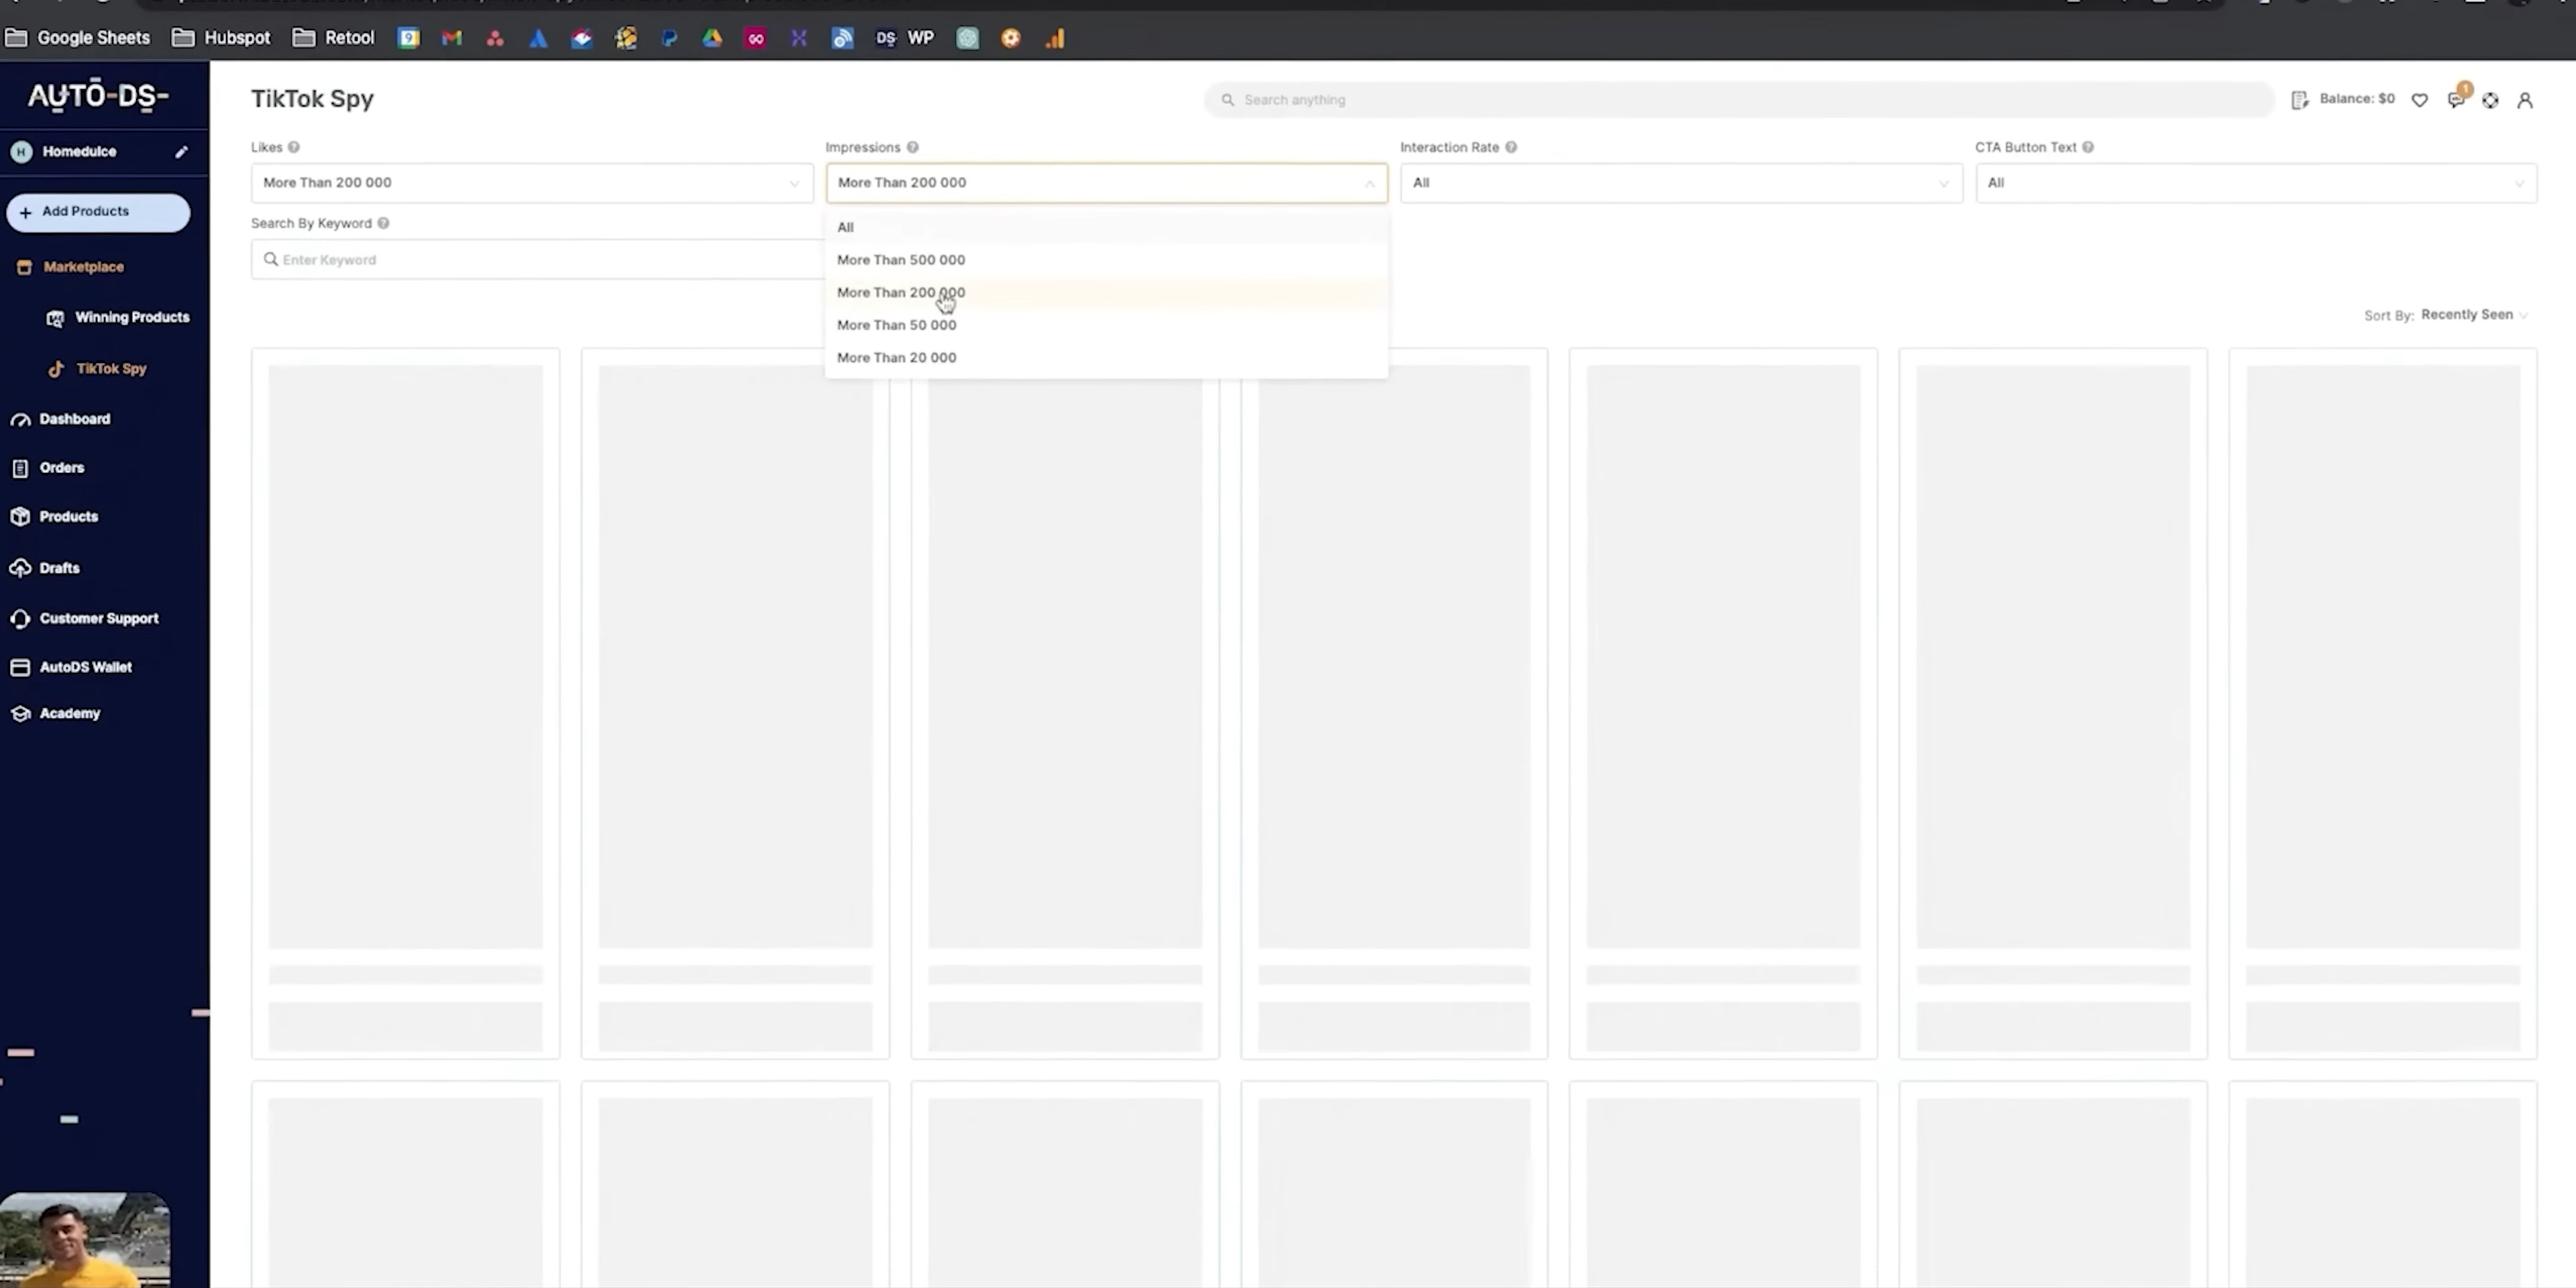 Google Sheets
Hubspot
Retool
9
DS WP
AUTO-DS-
TikTok Spy
Search anything
Balance: $0
1
H Homedulce
Likes
Impressions
Interaction Rate
CTA Button Text
More Than 200 000
More Than 200 000
All
All
+ Add Products
Search By Keyword
All
Enter Keyword
More Than 500 000
Marketplace
More Than 200 000
Winning Products
Sort By: Recently Seen
More Than 50 000
More Than 20 000
TikTok Spy
Dashboard
Orders
Products
Drafts
Customer Support
AutoDS Wallet
Academy